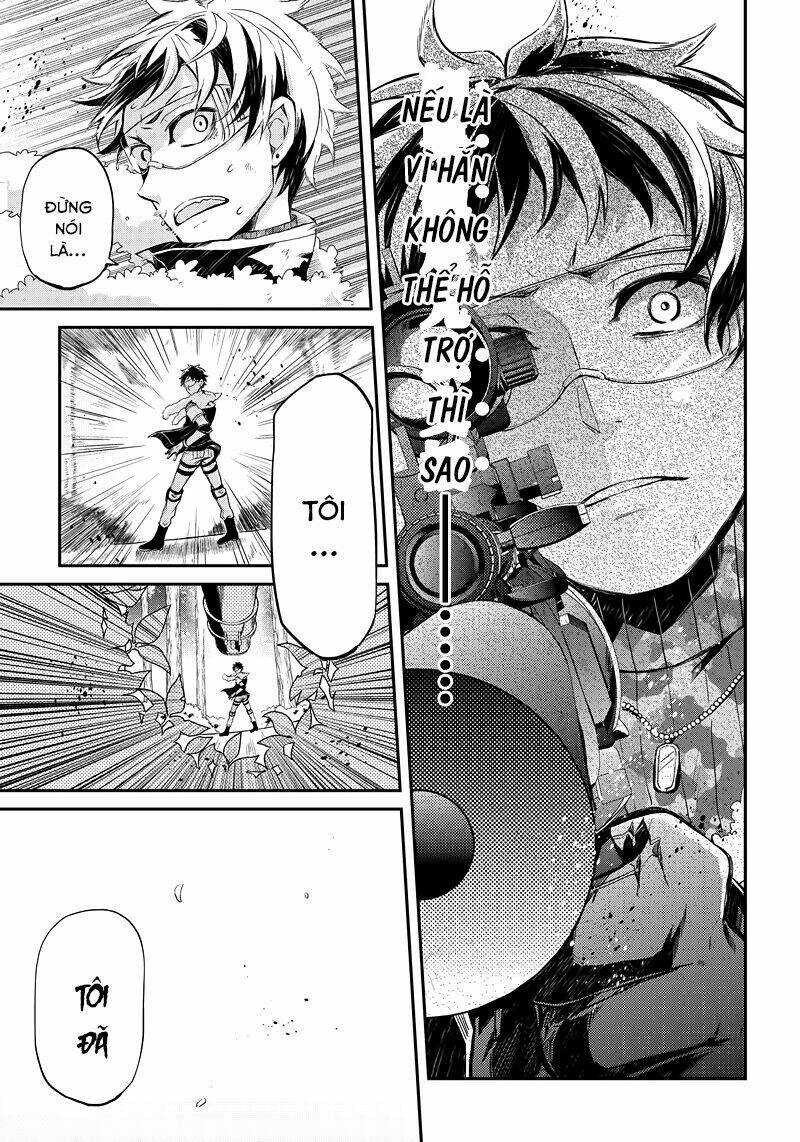 NẾU LÀ
VÌ HẮN
KHÔNG
THỂ HỖ
TRỢ
THÌ
SAO
ĐỪNG
NÓI
LÀ...
TÔI
...
TÔI
ĐÃ